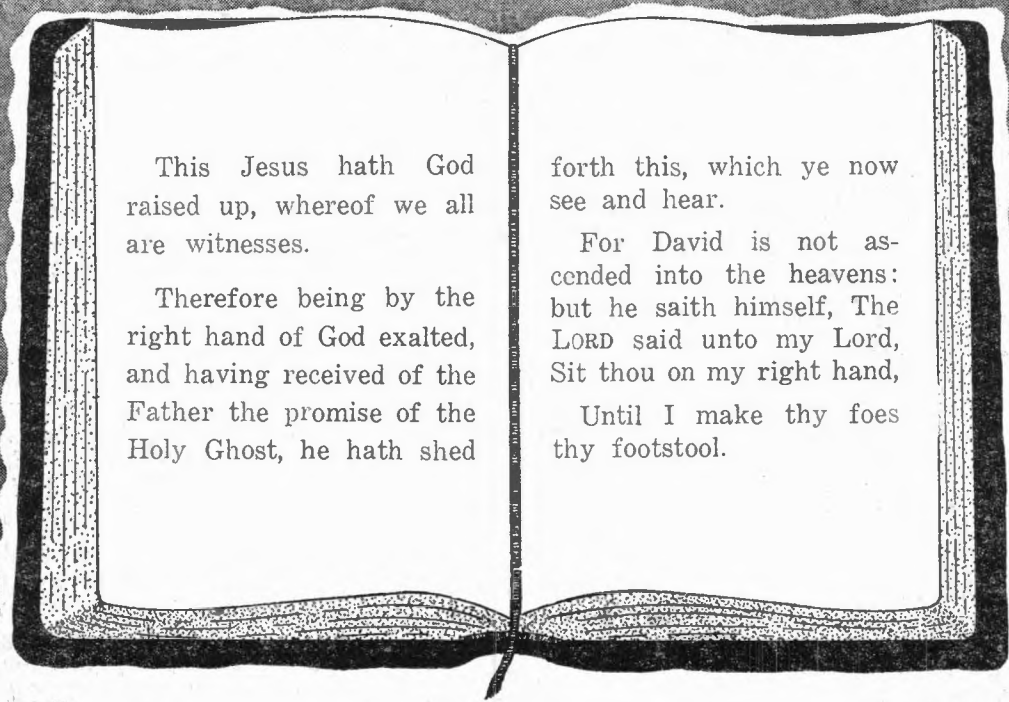 This Jesus hath God
raised up, whereof we all
are witnesses.
Therefore being by the
right hand of God exalted,
and having received of the
Father the promise of the
Holy Ghost, he hath shed
forth this, which ye now
see and hear.
For David is not as-
cended into the heavens:
but he saith himself, The
LORD said unto my Lord,
Sit thou on my right hand,
Until I make thy foes
thy footstool.